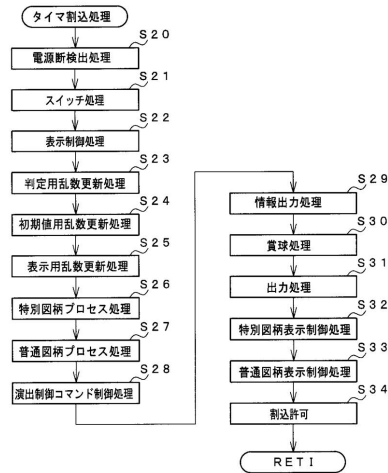 タイマ割込処理
S20
電源断検出処理
S21
スイッチ処理
S22
表示制御処理
S23
判定用乱数更新処理
S24
初期値用乱数更新処理
S25
表示用乱数更新処理
S26
特別図柄プロセス処理
S27
普通図柄プロセス処理
S28
演出制御コマンド制御処理
S29
情報出力処理
S30
賞球処理
S31
出力処理
S32
特別図柄表示制御処理
S33
普通図柄表示制御処理
S34
割込許可
RETI